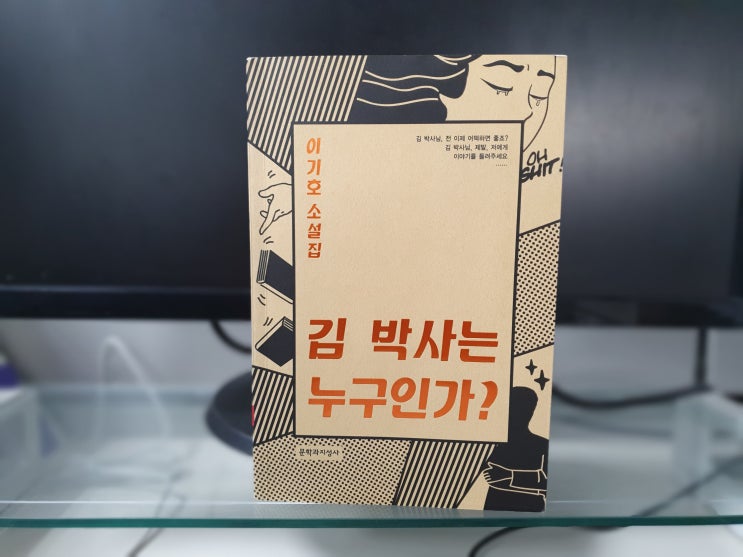 김 박사님, 전 이제 어떡하면 좋죠?
김 박사님, 제발, 저에게
이야기를 들려주세요
......
OH
SHIT!
이기호 소설집
김 박사는
누구인가?
문학과지성사